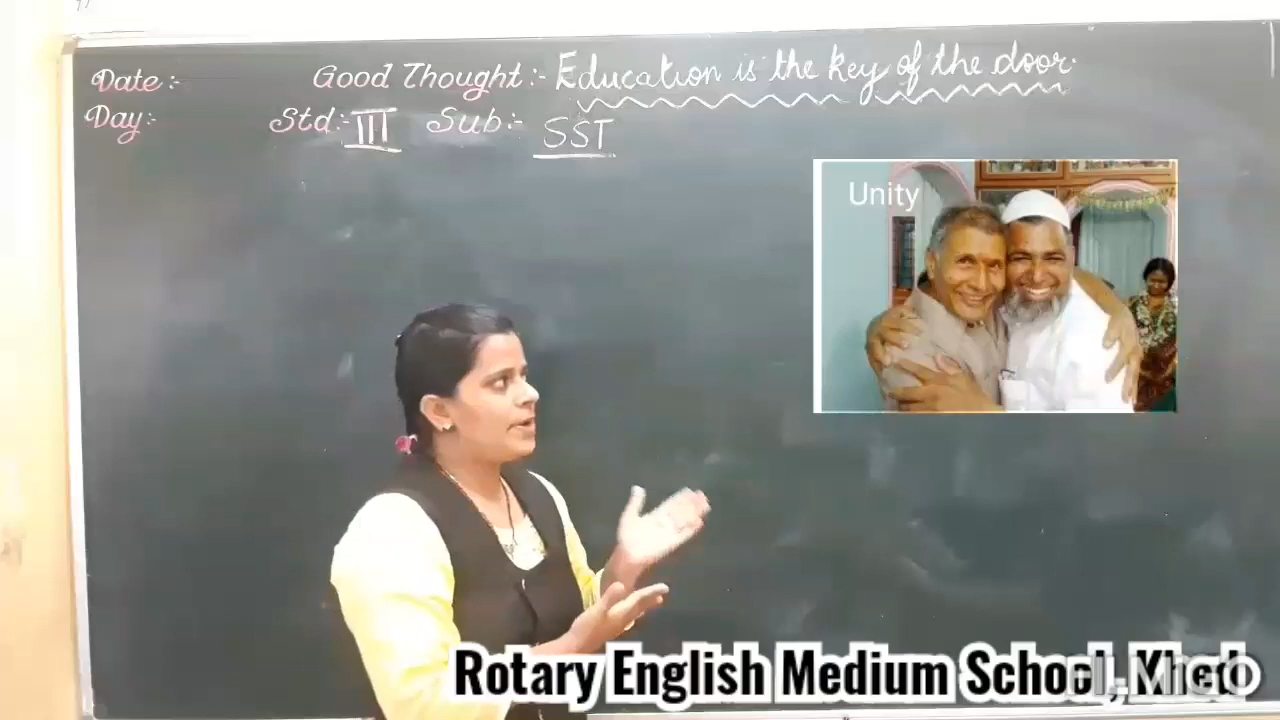 Date:- Good Thought:- Education is the key of the door.
Day:- Std:- III Sub:- SST
Unity
Rotary English Medium School, Khed